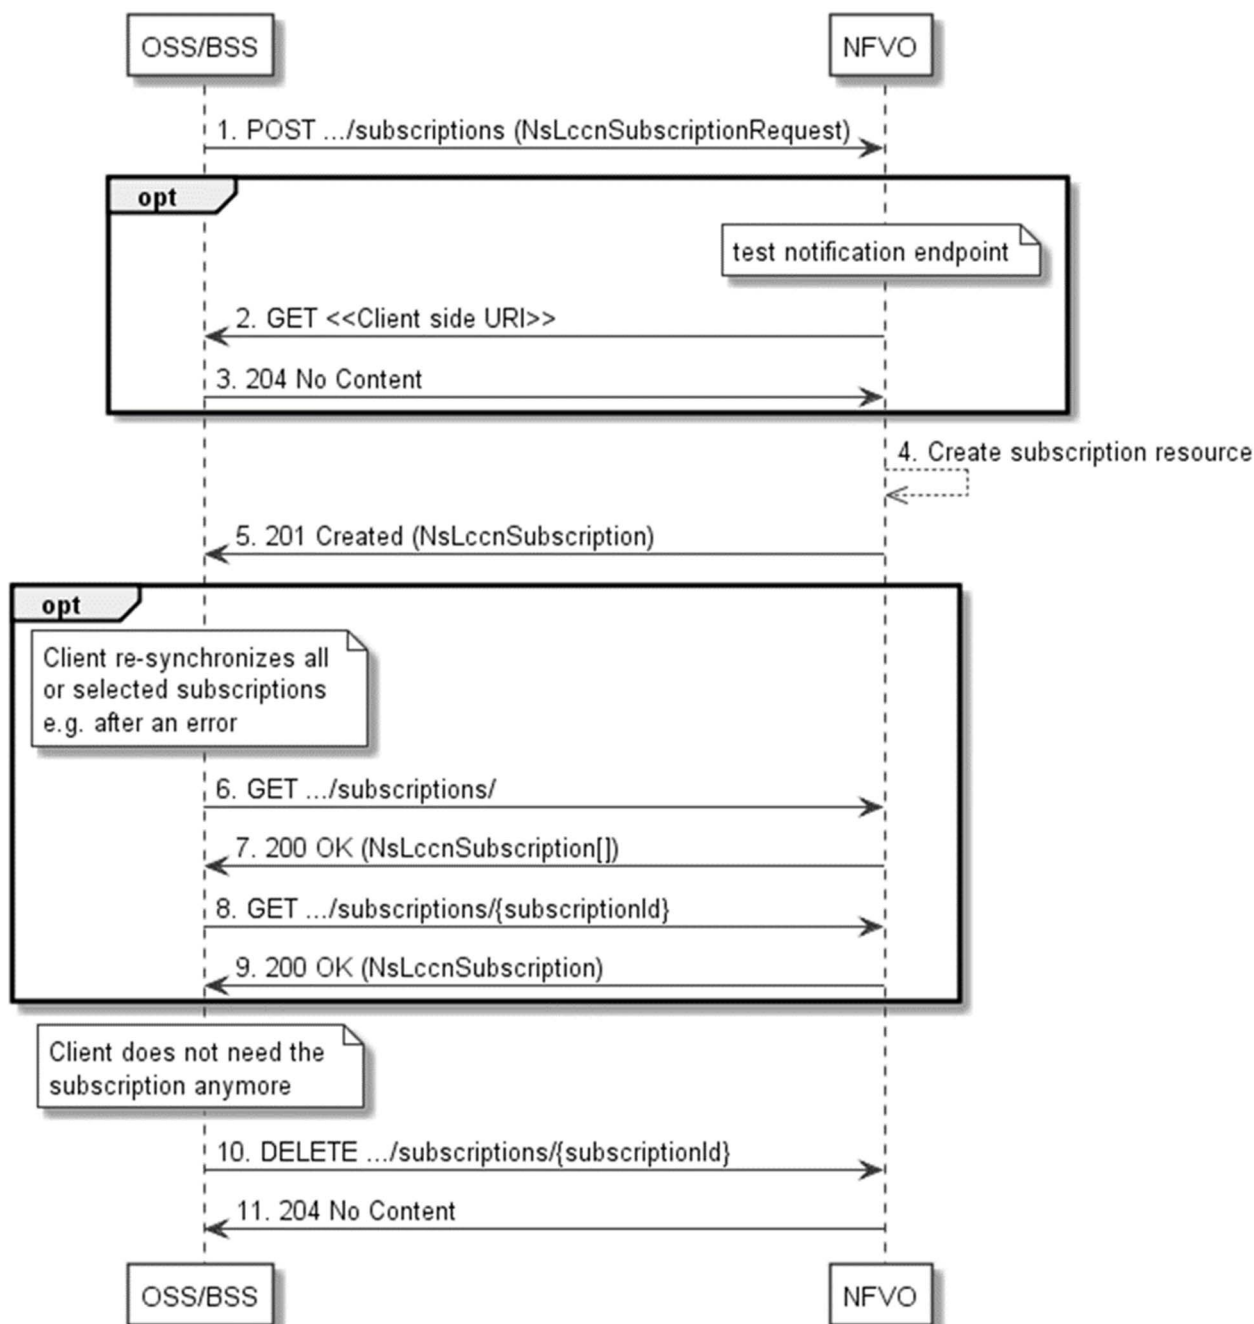 OSS/BSS
NFVO
1. POST .../subscriptions (NsLccnSubscriptionRequest)
opt
test notification endpoint
2. GET <<Client side URI>>
3. 204 No Content
4. Create subscription resource
5. 201 Created (NsLccnSubscription)
opt
Client re-synchronizes all
or selected subscriptions
e.g. after an error
6. GET .../subscriptions/
7. 200 OK (NsLccnSubscription[])
8. GET .../subscriptions/{subscriptionId}
9. 200 OK (NsLccnSubscription)
Client does not need the
subscription anymore
10. DELETE .../subscriptions/{subscriptionId}
11. 204 No Content
OSS/BSS
NFVO